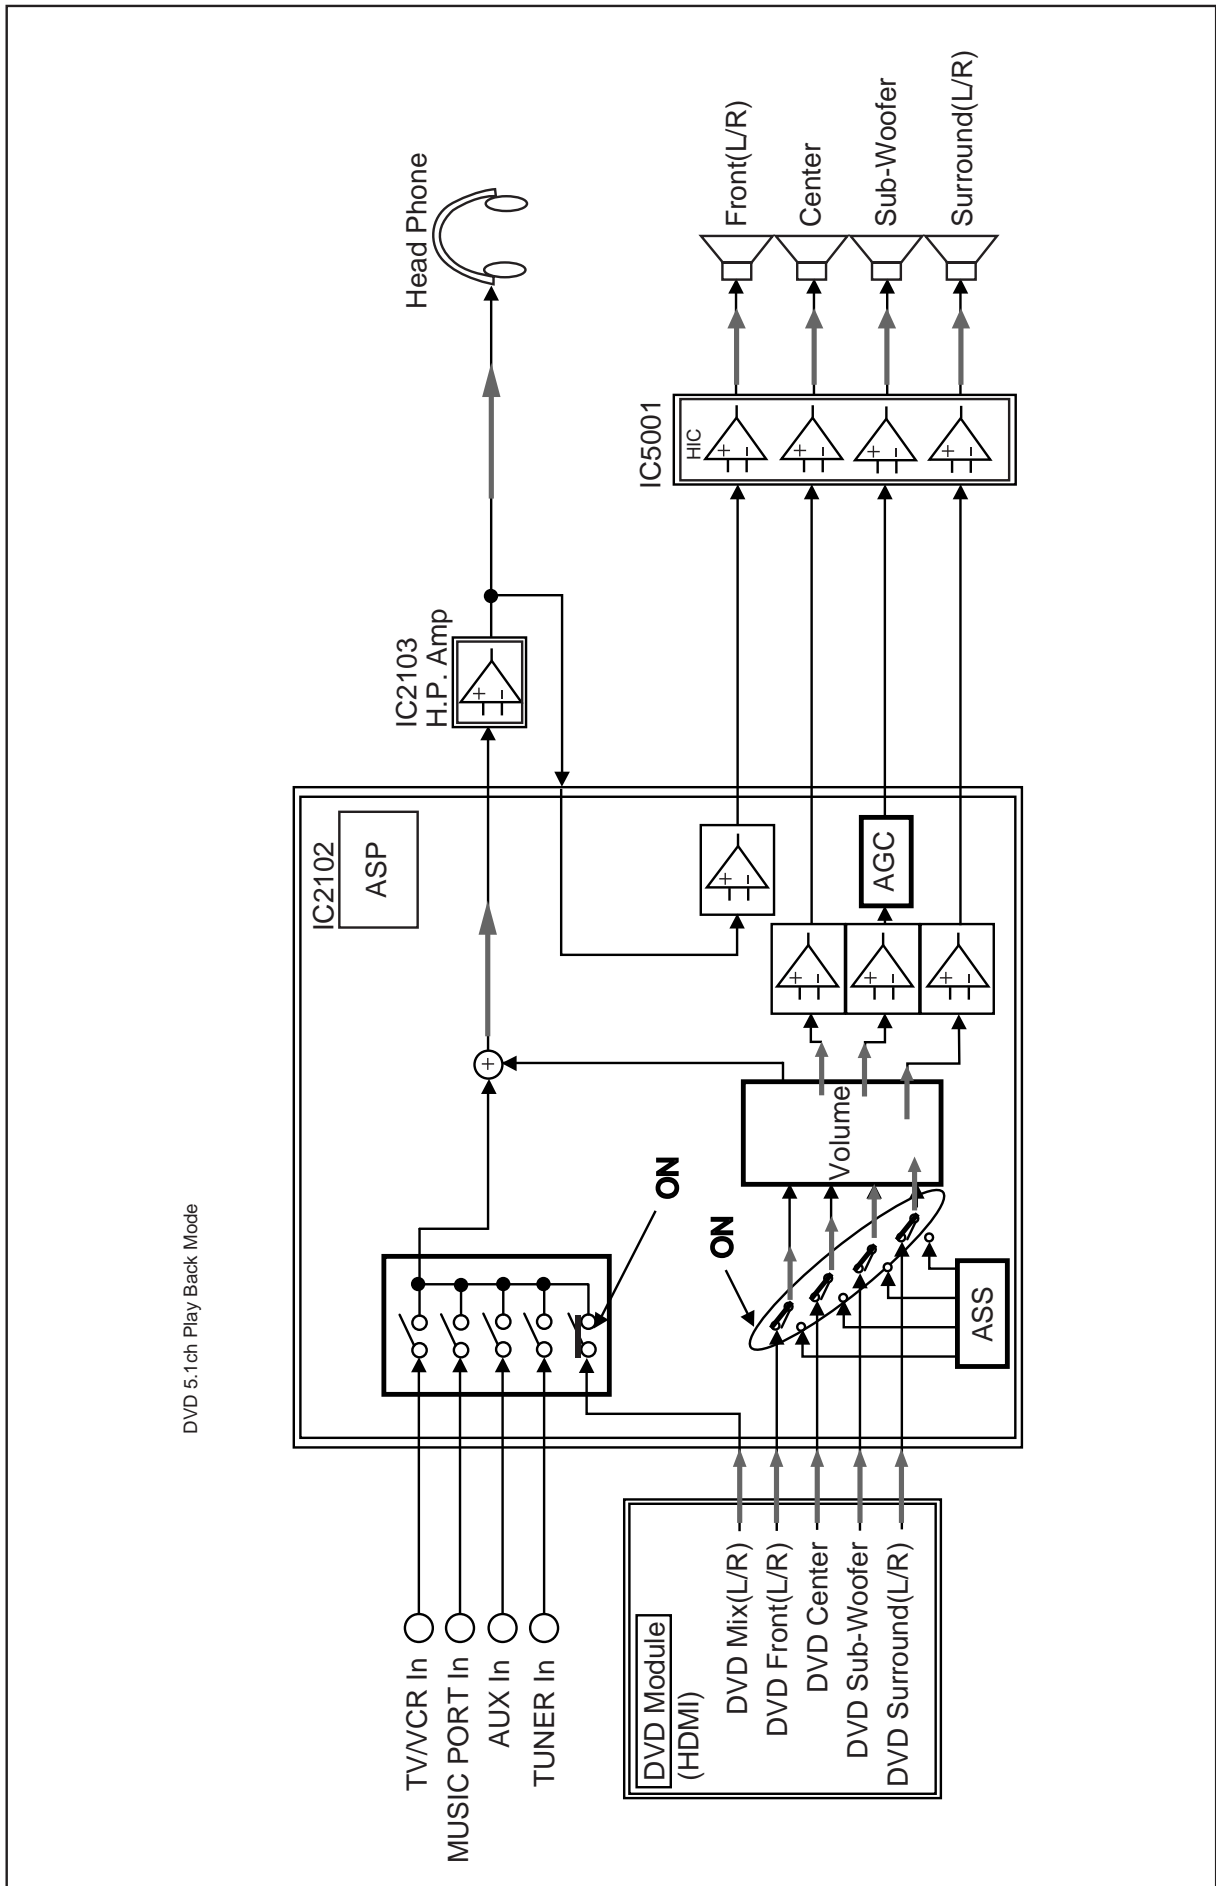 DVD 5.1ch Play Back Mode
TV/VCR In
MUSIC PORT In
AUX In
TUNER In
DVD Module
(HDMI)
DVD Mix(L/R)
DVD Front(L/R)
DVD Center
DVD Sub-Woofer
DVD Surround(L/R)
IC2102
ASP
ON
ON
ASS
Volume
+
+
-
+
-
+
-
+
-
AGC
IC2103
H.P. Amp
+
-
Head Phone
IC5001
HIC
+
-
+
-
+
-
+
-
Front(L/R)
Center
Sub-Woofer
Surround(L/R)